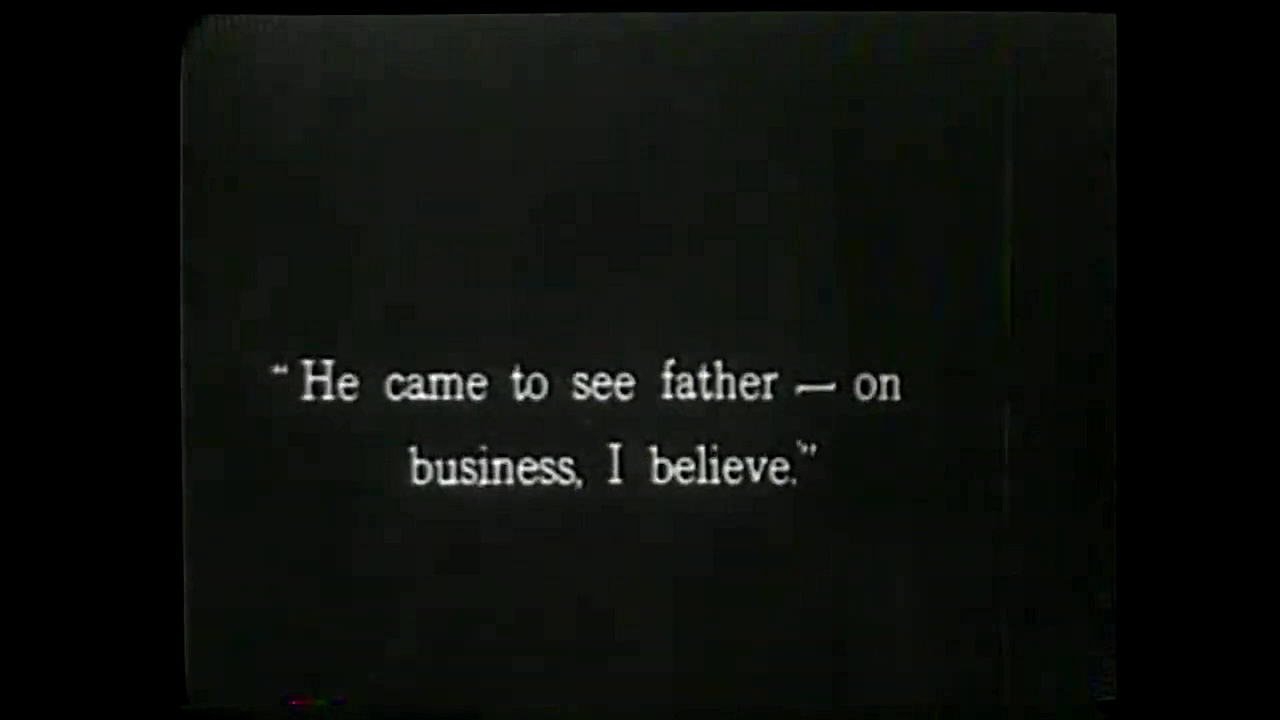 “He came to see father — on
business, I believe.”